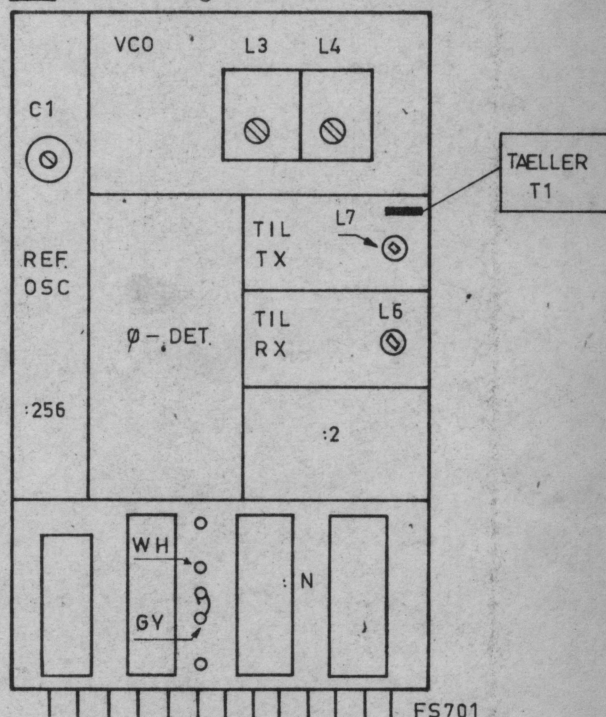 VCO
L3
L4
C1
TAELLER
T1
L7
TIL
TX
REF.
OSC
TIL
RX
L6
Ø-DET.
:256
:2
WH
:N
GY
FS701